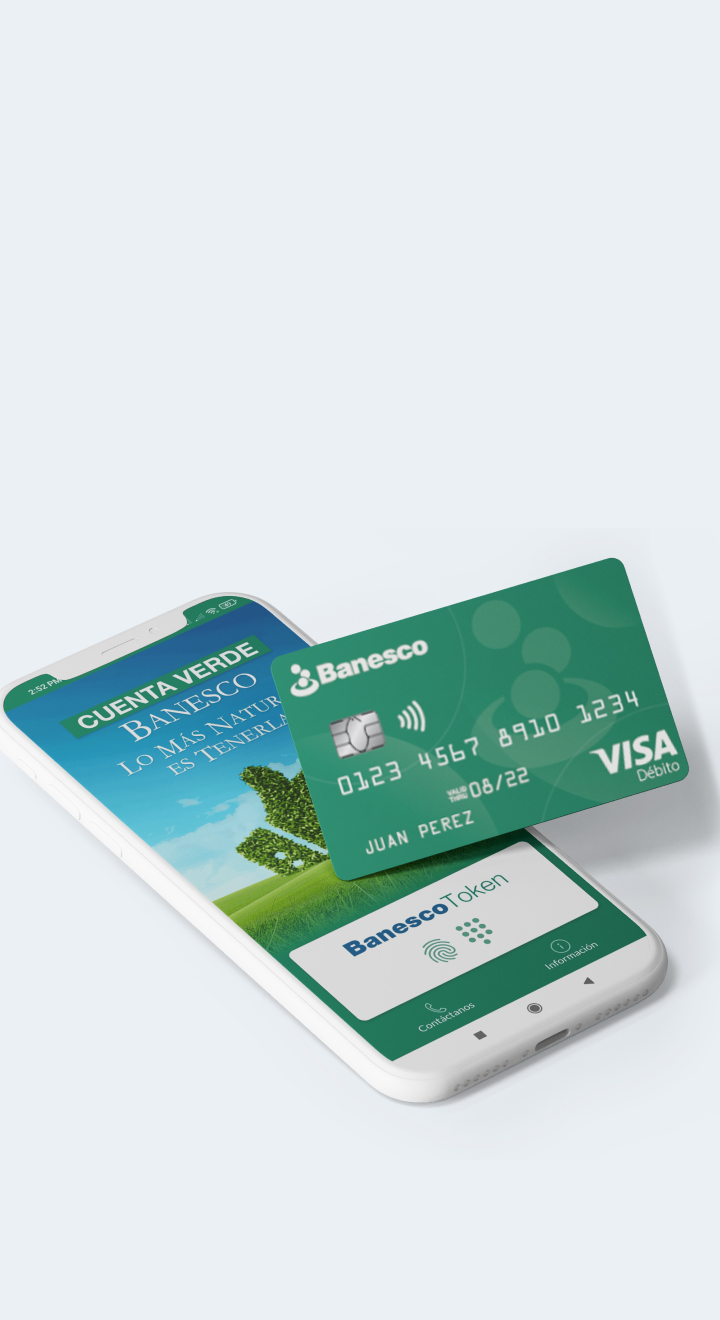 2:52 PM
CUENTA VERDE
BANESCO
LO MÁS NATUR
ES TENERLA
Banesco
0123 4567 8910 1234
VALID THRU 08/22
JUAN PEREZ
VISA
Débito
BanescoToken
Contáctanos
Información